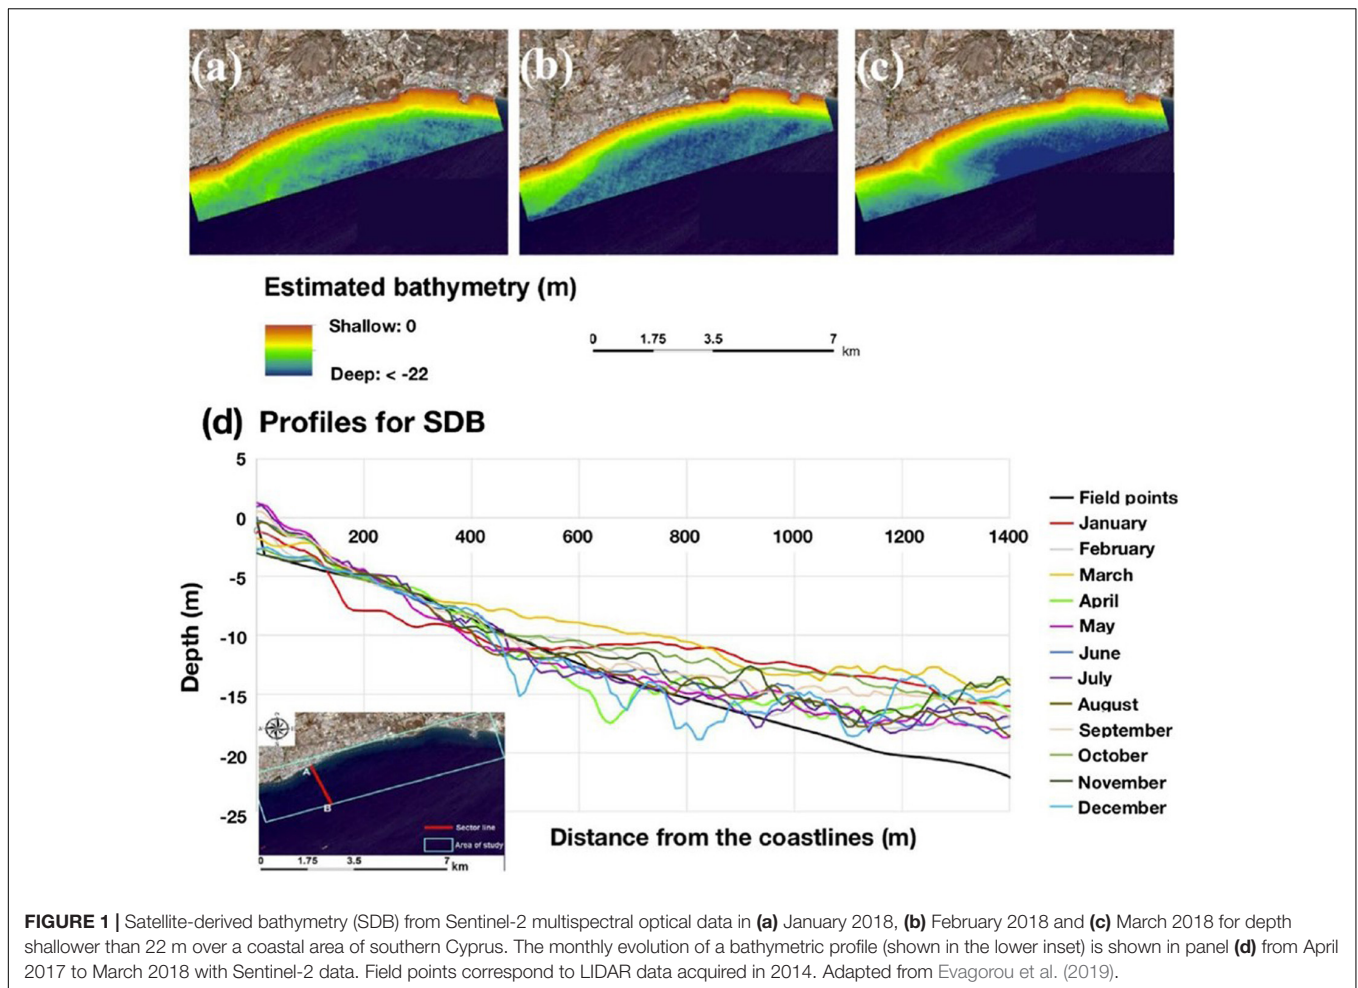 (a)
(b)
(c)
Estimated bathymetry (m)
Shallow: 0
Deep: < -22
0 1.75 3.5 7
km
(d) Profiles for SDB
5
0
-5
-10
-15
-20
-25
200 400 600 800 1000 1200 1400
Depth (m)
Distance from the coastlines (m)
Field points
January
February
March
April
May
June
July
August
September
October
November
December
A
B
Sector line
Area of study
0 1.75 3.5 7
km
FIGURE 1 | Satellite-derived bathymetry (SDB) from Sentinel-2 multispectral optical data in (a) January 2018, (b) February 2018 and (c) March 2018 for depth
shallower than 22 m over a coastal area of southern Cyprus. The monthly evolution of a bathymetric profile (shown in the lower inset) is shown in panel (d) from April
2017 to March 2018 with Sentinel-2 data. Field points correspond to LIDAR data acquired in 2014. Adapted from Evagorou et al. (2019).